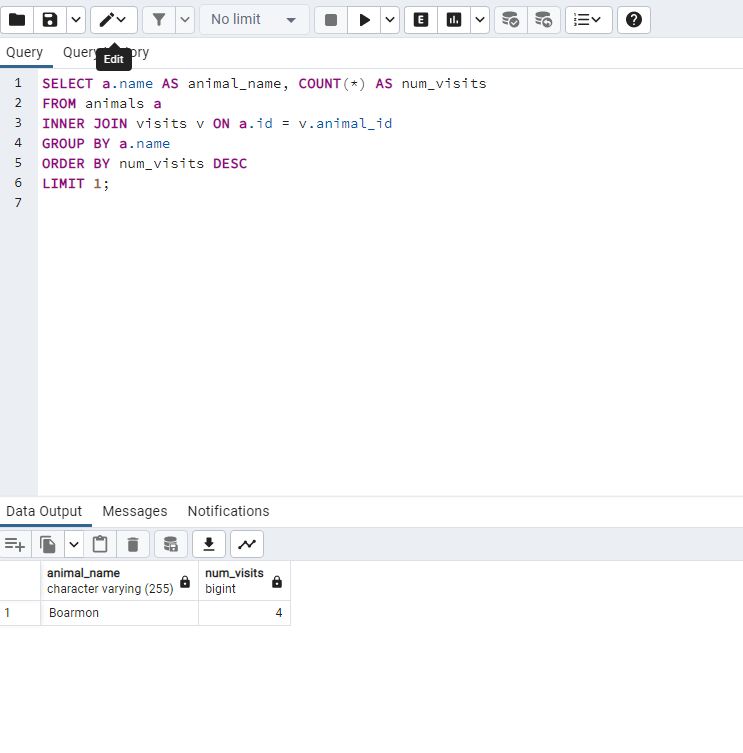 No limit
E
Query Query ory
Edit
1 SELECT a.name AS animal_name, COUNT(*) AS num_visits
2 FROM animals a
3 INNER JOIN visits v ON a.id = v.animal_id
4 GROUP BY a.name
5 ORDER BY num_visits DESC
6 LIMIT 1;
7
Data Output Messages Notifications
animal_name num_visits
character varying (255) bigint
1 Boarmon 4